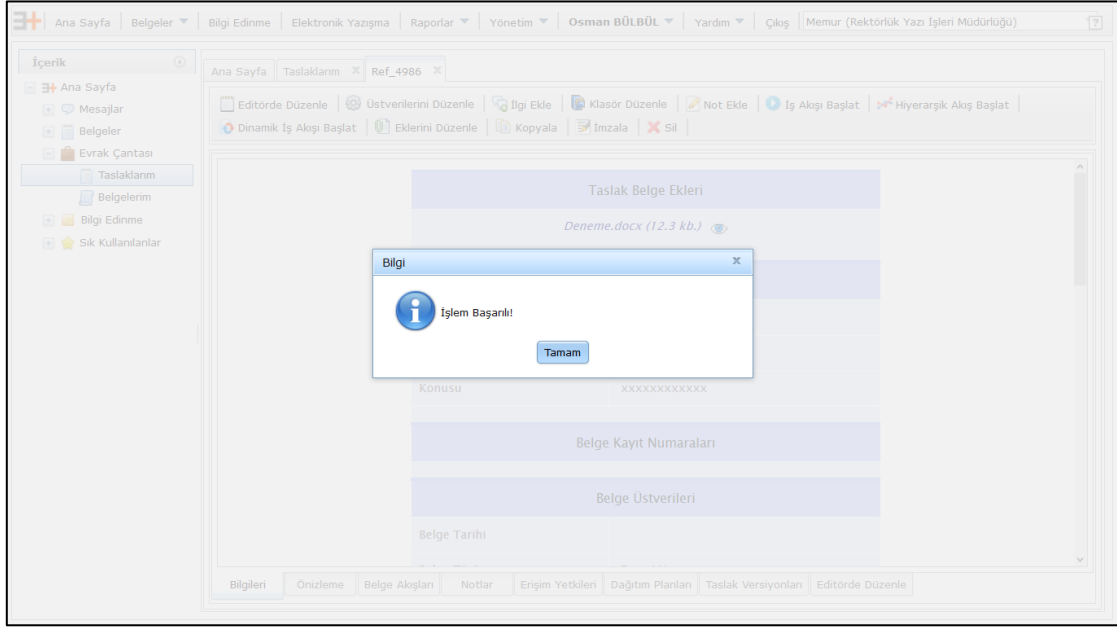 Ana Sayfa Belgeler Bilgi Edinme Elektronik Yazışma Raporlar Yönetim Osman BÜLBÜL Yardım Çıkış Memur (Rektörlük Yazı İşleri Müdürlüğü)
İçerik
Ana Sayfa
Mesajlar
Belgeler
Evrak Çantası
Taslaklarım
Belgelerim
Bilgi Edinme
Sık Kullanılanlar
Ana Sayfa Taslaklarım Ref_4986
Editörde Düzenle Üstverilerini Düzenle İlgi Ekle Klasör Düzenle Not Ekle İş Akışı Başlat Hiyerarşik Akış Başlat
Dinamik İş Akışı Başlat Eklerini Düzenle Kopyala İmzala Sil
Taslak Belge Ekleri
Deneme.docx (12.3 kb.)
Bilgi
İşlem Başarılı!
Tamam
Konusu xxxxxxxxxxxx
Belge Kayıt Numaraları
Belge Üstverileri
Belge Tarihi
Bilgileri Önizleme Belge Akışları Notlar Erişim Yetkileri Dağıtım Planları Taslak Versiyonları Editörde Düzenle